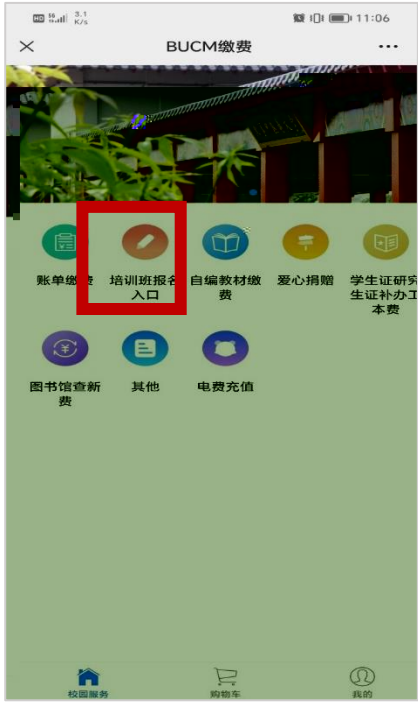 HD 5G 3.1 K/s 11:06
BUCM缴费
账单缴费 培训班报名 自编教材缴 爱心捐赠 学生证研究
入口 费 生证补办工
本费
图书馆查新 其他 电费充值
费
校园服务 购物车 我的